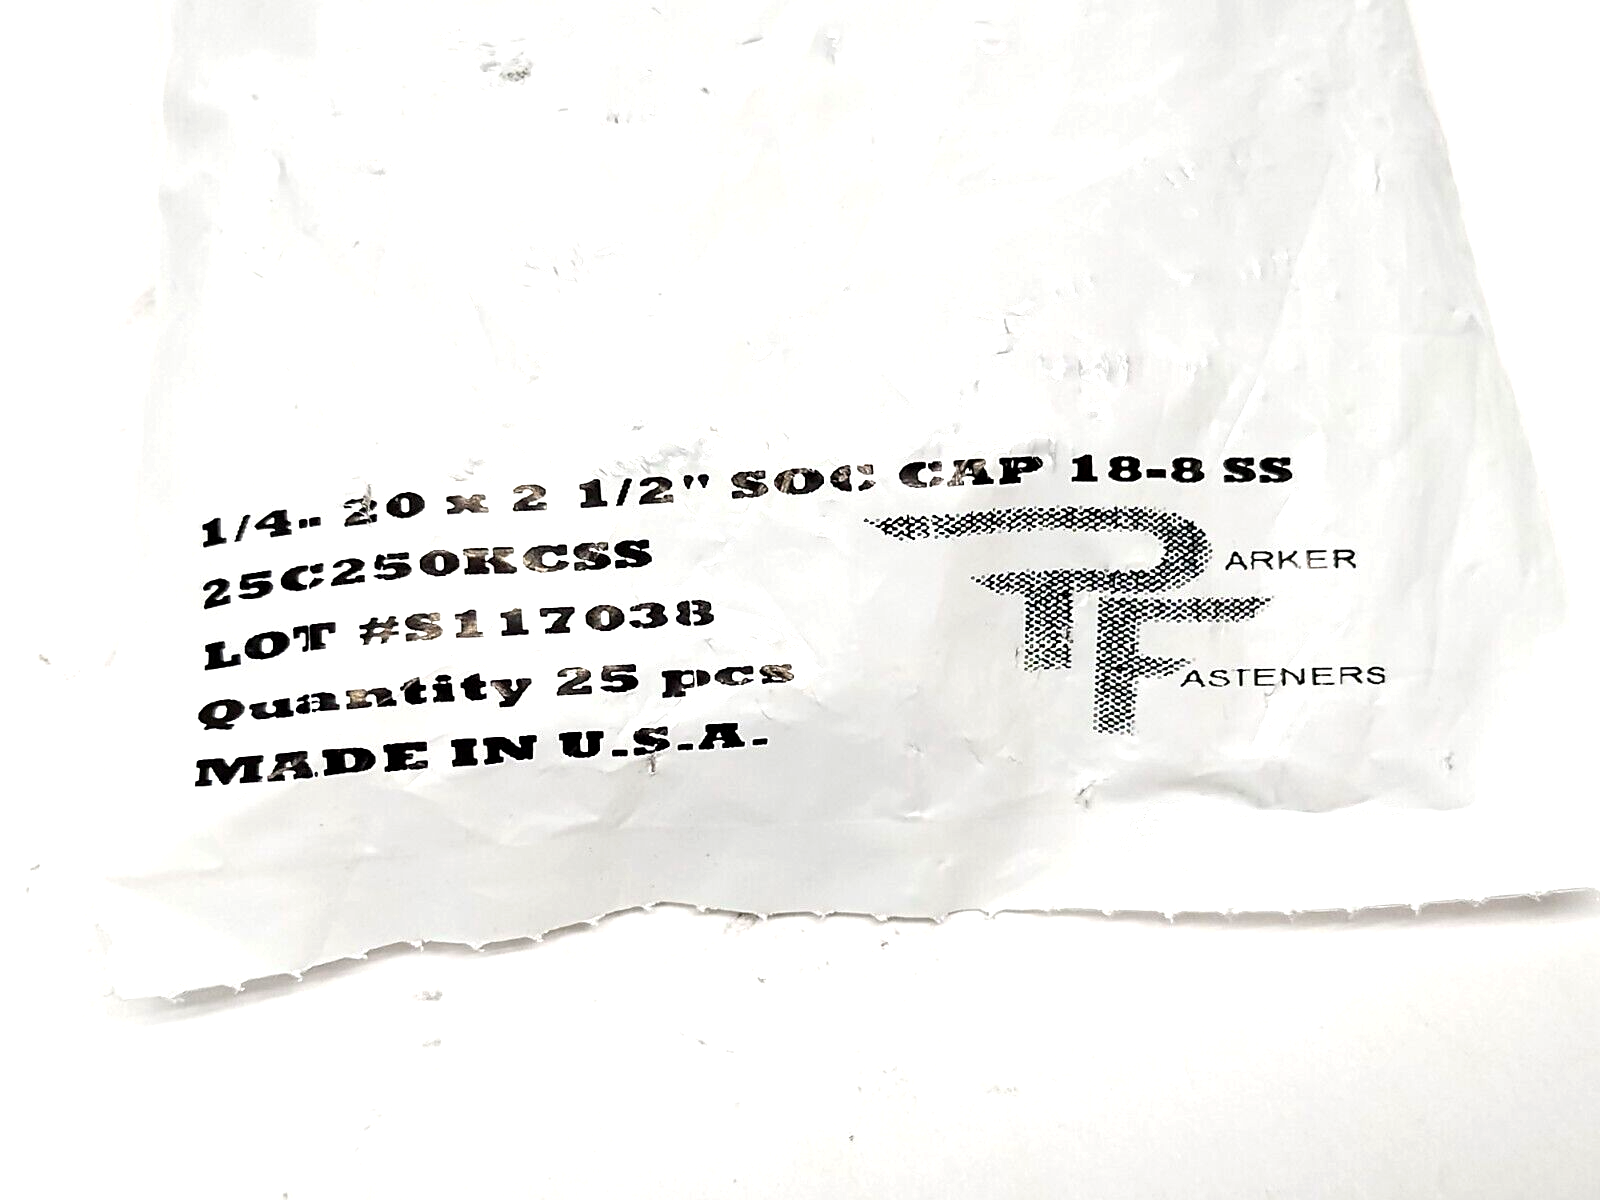 1/4-- 20 x 2 1/2" SOC CAP 18-8 SS
25C250KCSS
LOT #S117038
Quantity 25 pcs
MADE IN U.S.A.
PARKER
FASTENERS